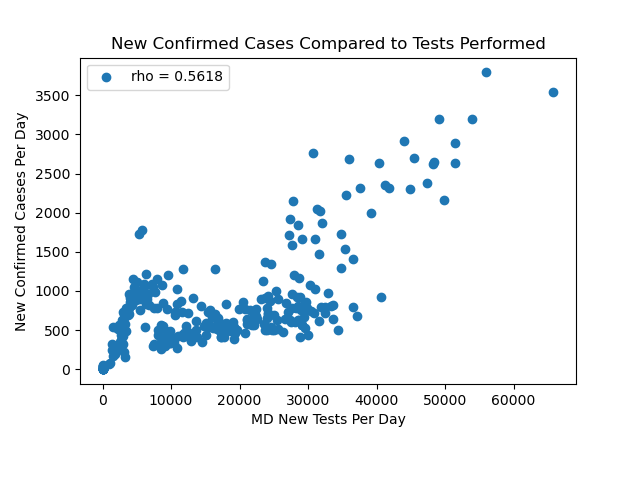 New Confirmed Cases Compared to Tests Performed
rho = 0.5618
New Confirmed Caeses Per Day
3500
3000
2500
2000
1500
1000
500
0
0 10000 20000 30000 40000 50000 60000
MD New Tests Per Day